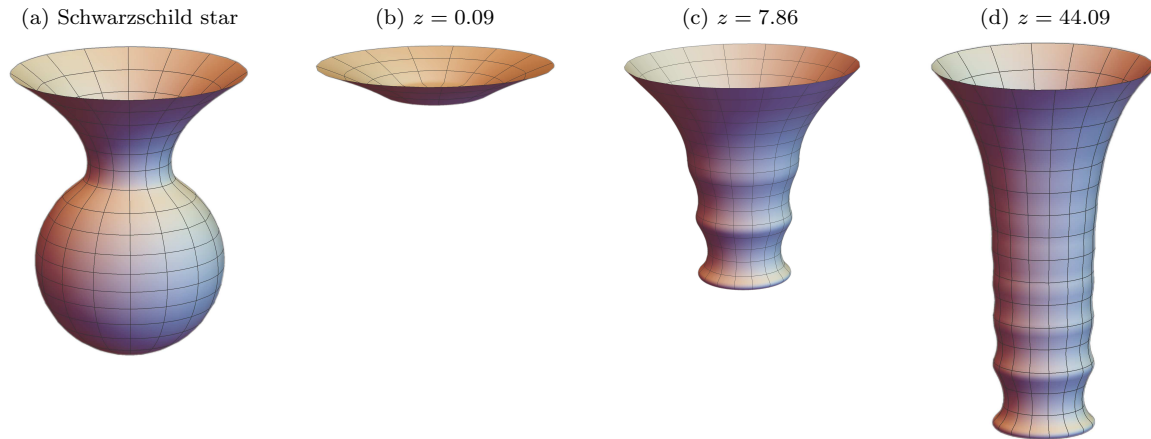 (a) Schwarzschild star
(b) z = 0.09
(c) z = 7.86
(d) z = 44.09